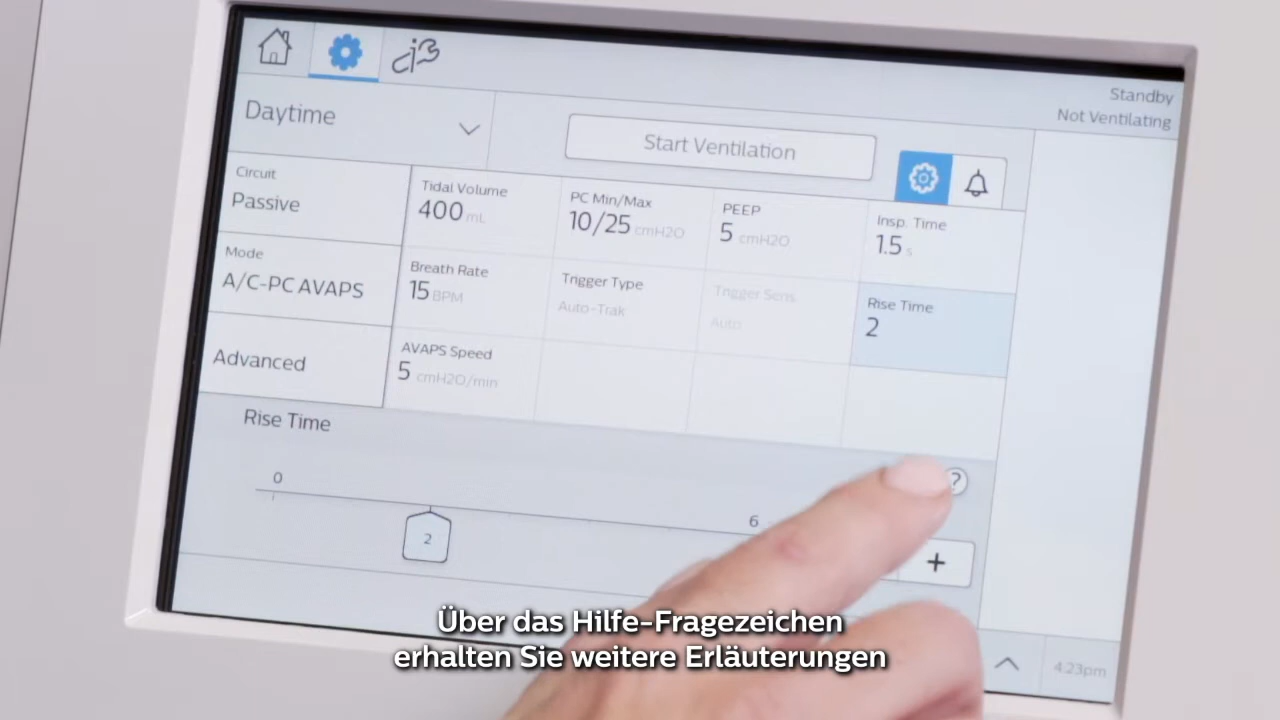 Standby
Not Ventilating
Daytime
Start Ventilation
Circuit
Passive
Tidal Volume
400 mL
PC Min/Max
10/25 cmH2O
PEEP
5 cmH2O
Insp. Time
1.5 s
Mode
A/C-PC AVAPS
Breath Rate
15 BPM
Trigger Type
Auto-Trak
Trigger Sens
Auto
Rise Time
2
Advanced
AVAPS Speed
5 cmH2O/min
Rise Time
?
0
6
2
+
Über das Hilfe-Fragezeichen
erhalten Sie weitere Erläuterungen
4:23pm